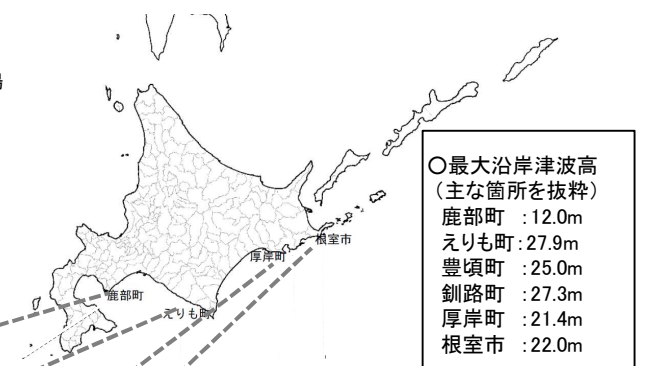 場
○最大沿岸津波高
(主な箇所を抜粋)
鹿部町 :12.0m
えりも町:27.9m
豊頃町 :25.0m
釧路町 :27.3m
厚岸町 :21.4m
根室市 :22.0m
根室市
厚岸町
鹿部町
えりも町